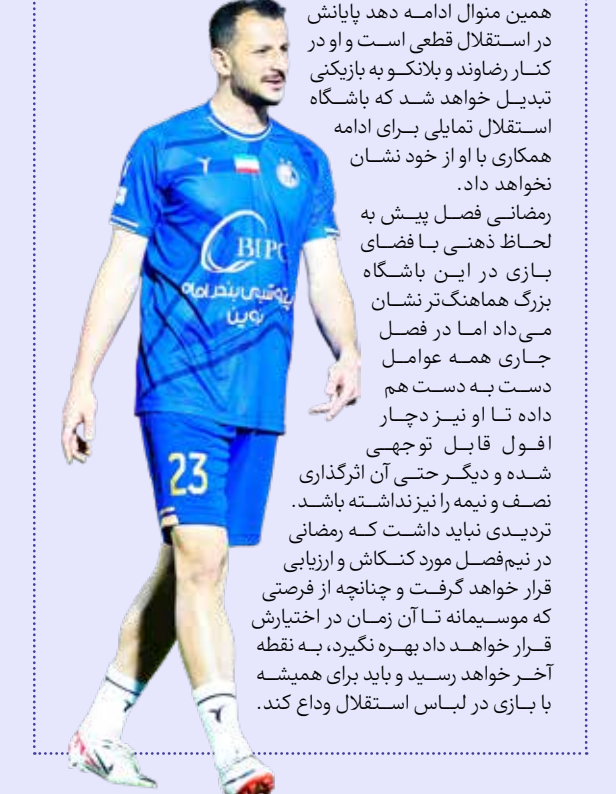 همین منوال ادامه دهد پایانش
در استقلال قطعی است و او در
کنار رضاوند و بلانکو به بازیکنی
تبدیل خواهد شد که باشگاه
استقلال تمایلی برای ادامه
همکاری با او از خود نشان
نخواهد داد.
رمضانی فصل پیش به
لحاظ ذهنی با فضای
بازی در این باشگاه
بزرگ هماهنگ‌تر نشان
می‌داد اما در فصل
جاری همه عوامل
دست به دست هم
داده تا او نیز دچار
افول قابل توجهی
شده و دیگر حتی آن اثرگذاری
نصف و نیمه را نیز نداشته باشد.
تردیدی نباید داشت که رمضانی
در نیم‌فصل مورد کنکاش و ارزیابی
قرار خواهد گرفت و چنانچه از فرصتی
که موسیمانه تا آن زمان در اختیارش
قرار خواهد داد بهره نگیرد، به نقطه
آخر خواهد رسید و باید برای همیشه
با بازی در لباس استقلال وداع کند.
BIPC
پتروشیمی بندر امام
نوین
23